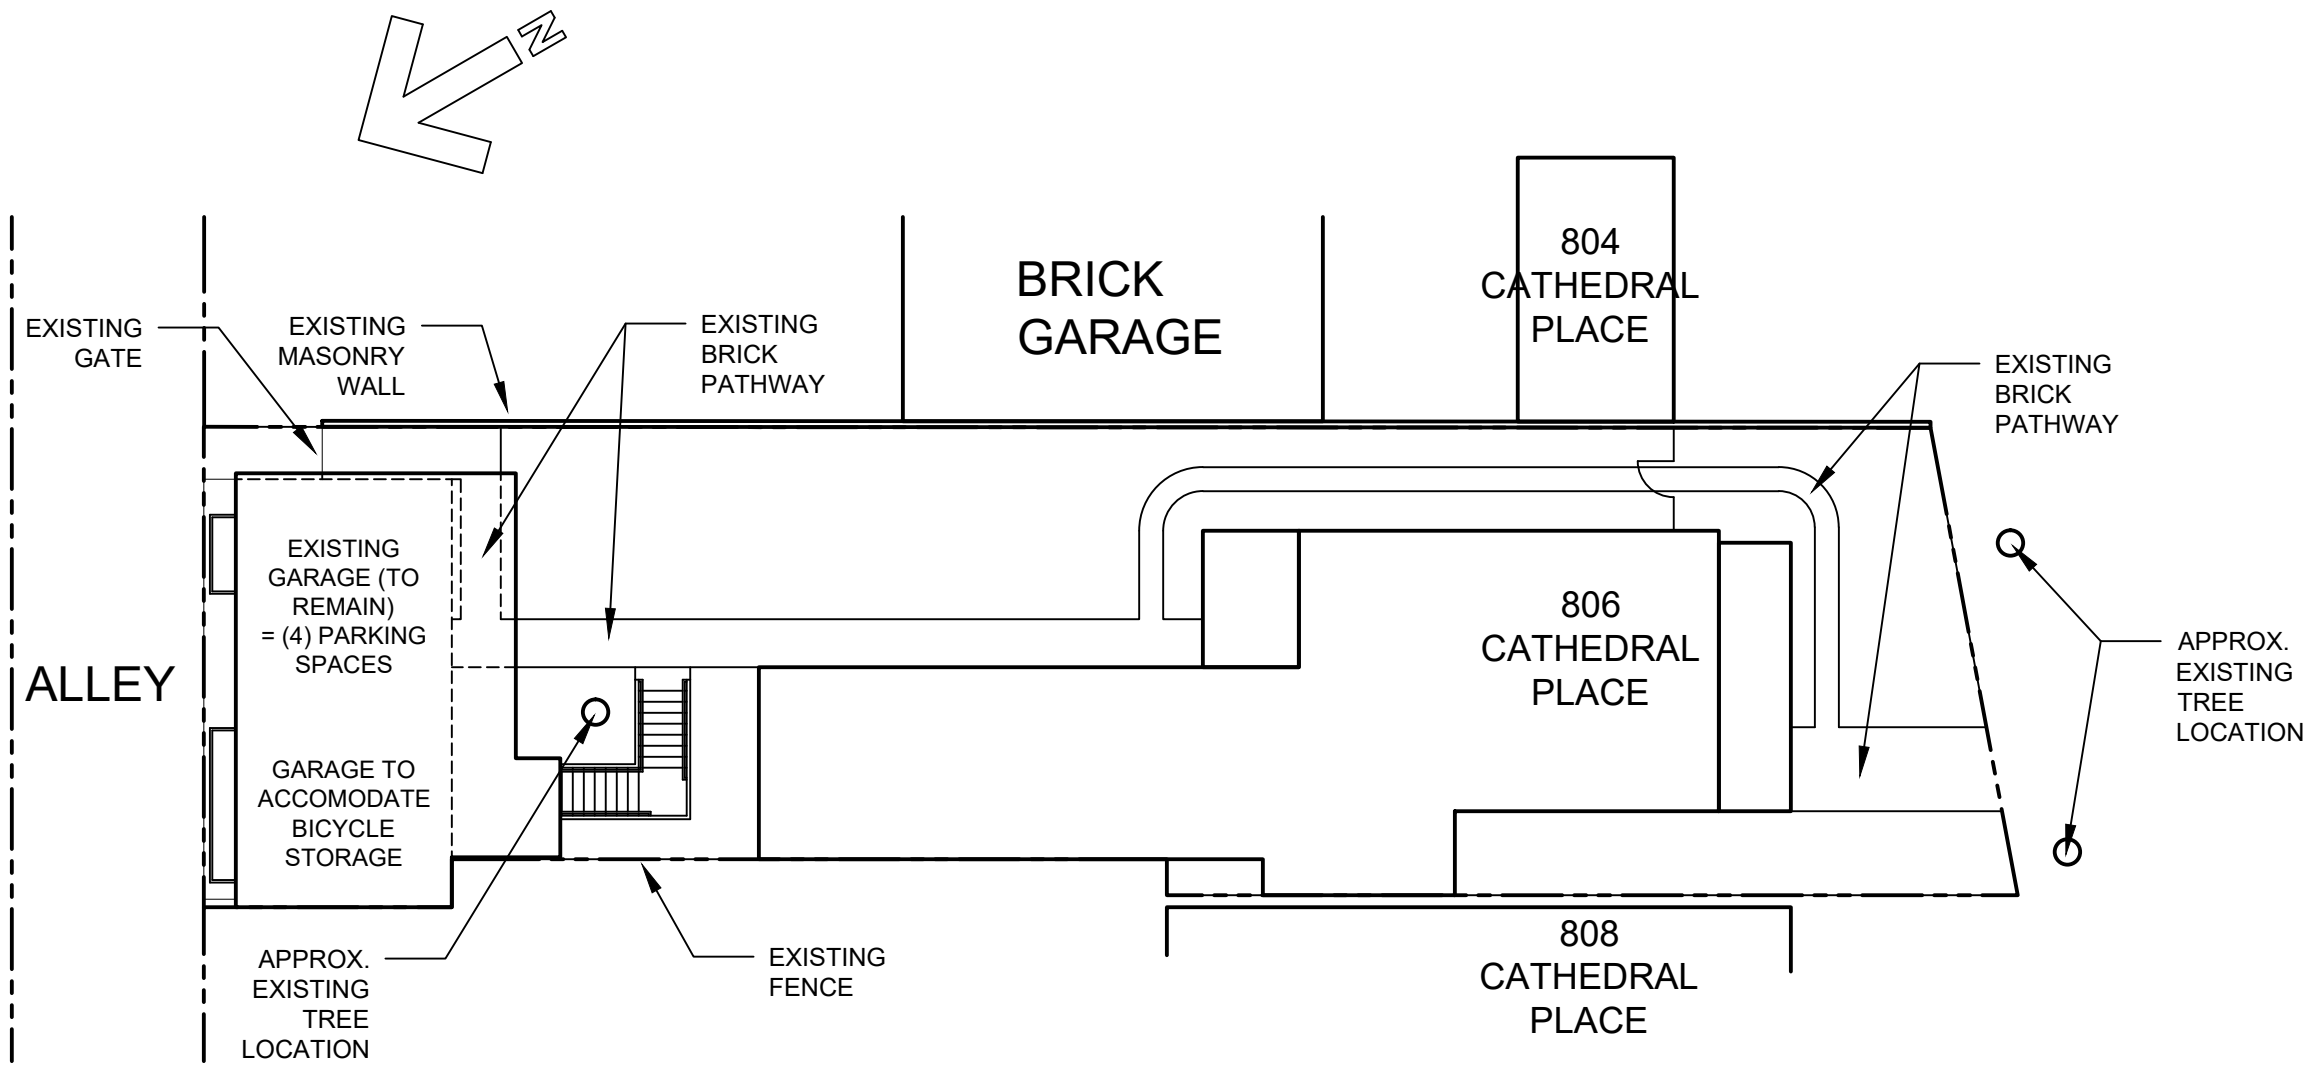 N
BRICK
GARAGE
804
CATHEDRAL
PLACE
EXISTING
GATE
EXISTING
MASONRY
WALL
EXISTING
BRICK
PATHWAY
EXISTING
BRICK
PATHWAY
EXISTING
GARAGE (TO
REMAIN)
= (4) PARKING
SPACES
ALLEY
GARAGE TO
ACCOMODATE
BICYCLE
STORAGE
806
CATHEDRAL
PLACE
APPROX.
EXISTING
TREE
LOCATION
APPROX.
EXISTING
TREE
LOCATION
EXISTING
FENCE
808
CATHEDRAL
PLACE